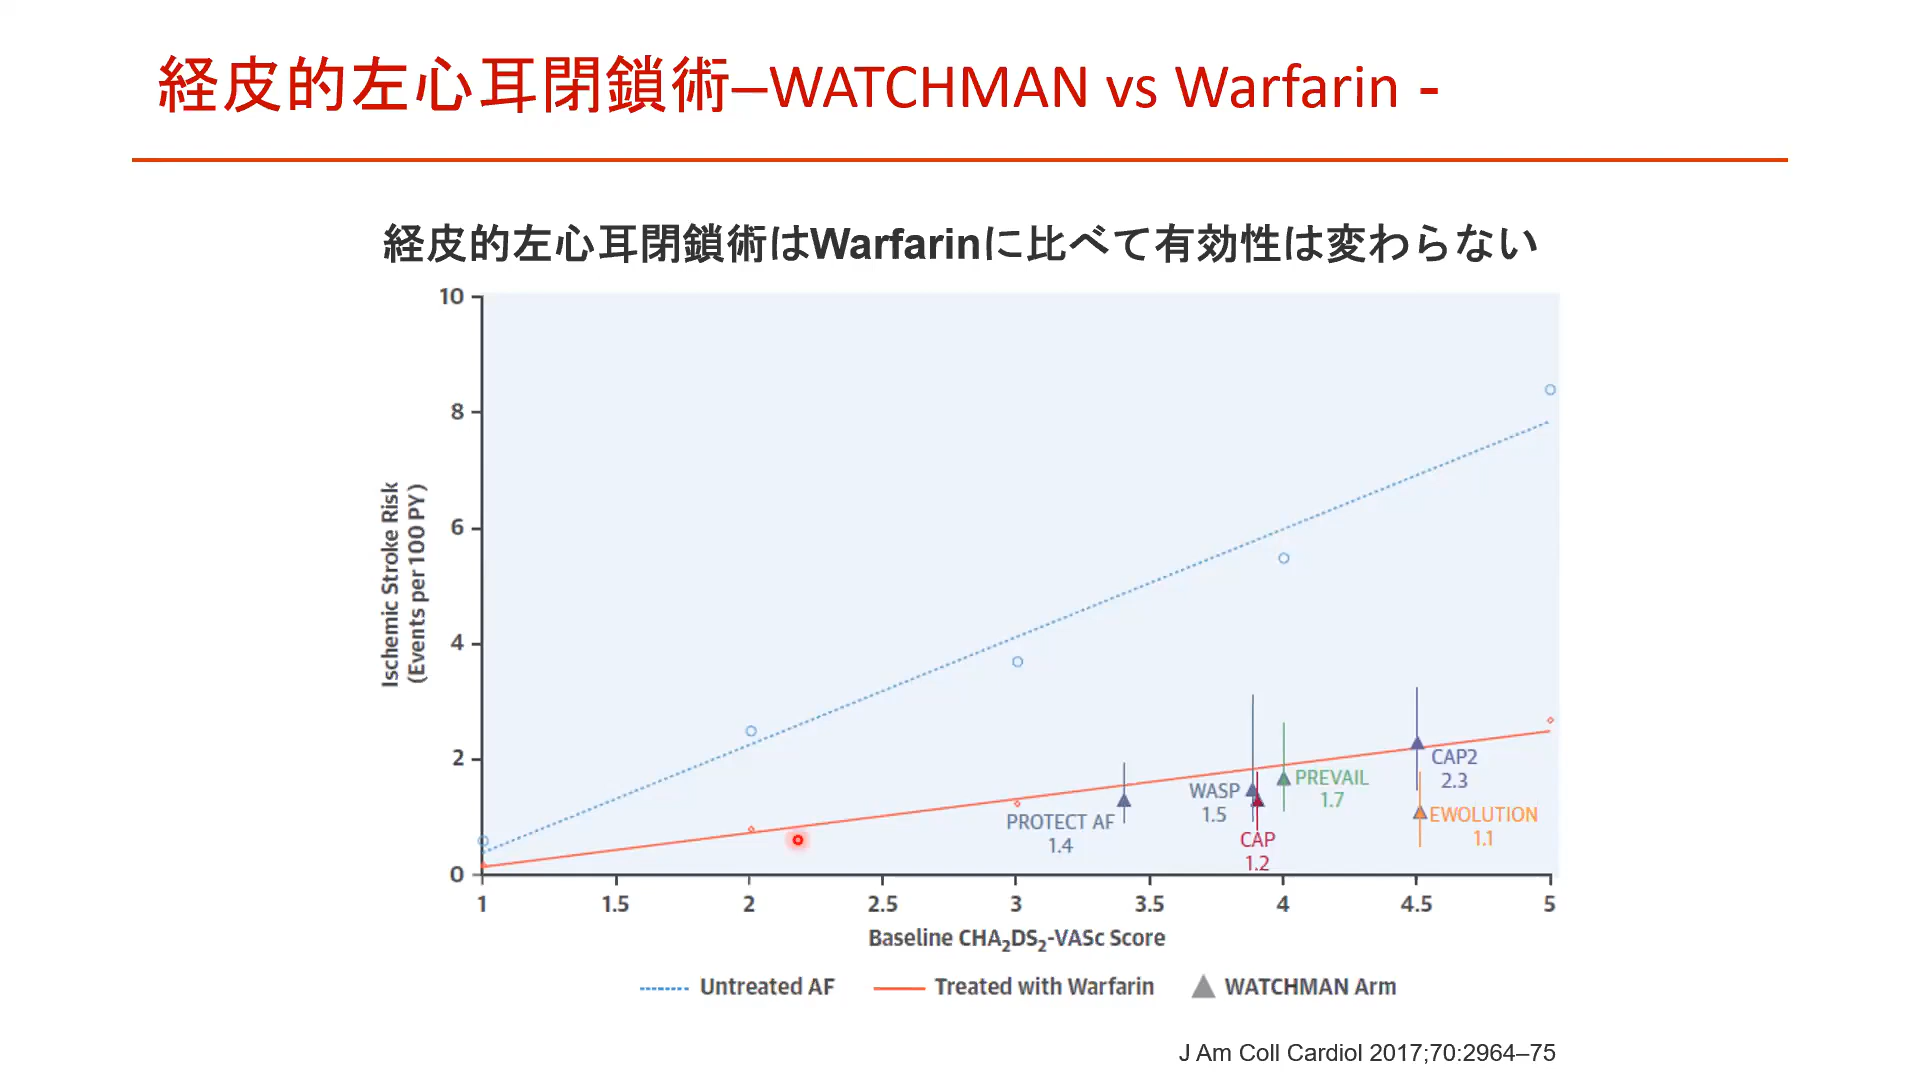 経皮的左心耳閉鎖術–WATCHMAN vs Warfarin -
経皮的左心耳閉鎖術はWarfarinに比べて有効性は変わらない
10
8
6
4
2
0
Ischemic Stroke Risk
(Events per 100 PY)
PROTECT AF
1.4
WASP
1.5
CAP
1.2
PREVAIL
1.7
CAP2
2.3
EWOLUTION
1.1
1 1.5 2 2.5 3 3.5 4 4.5 5
Baseline CHA₂DS₂-VASc Score
Untreated AF Treated with Warfarin WATCHMAN Arm
J Am Coll Cardiol 2017;70:2964–75